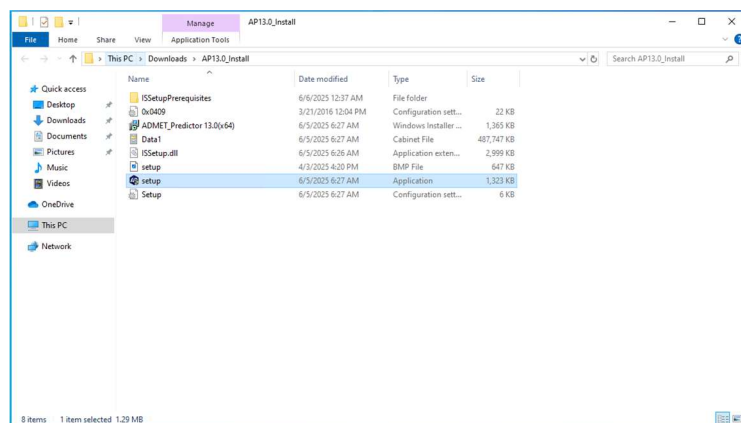 Manage AP13.0_Install
File Home Share View Application Tools
This PC > Downloads > AP13.0_Install Search AP13.0_Install
Name Date modified Type Size
Quick access
Desktop
Downloads
Documents
Pictures
Music
Videos
OneDrive
This PC
Network
ISSetupPrerequisites 6/6/2025 12:37 AM File folder
0x0409 3/21/2016 12:04 PM Configuration sett... 22 KB
ADMET_Predictor 13.0(x64) 6/5/2025 6:27 AM Windows Installer ... 1,365 KB
Data1 6/5/2025 6:27 AM Cabinet File 487,747 KB
ISSetup.dll 6/5/2025 6:26 AM Application exten... 2,999 KB
setup 4/3/2025 4:20 PM BMP File 647 KB
setup 6/5/2025 6:27 AM Application 1,323 KB
Setup 6/5/2025 6:27 AM Configuration sett... 6 KB
8 items 1 item selected 1.29 MB